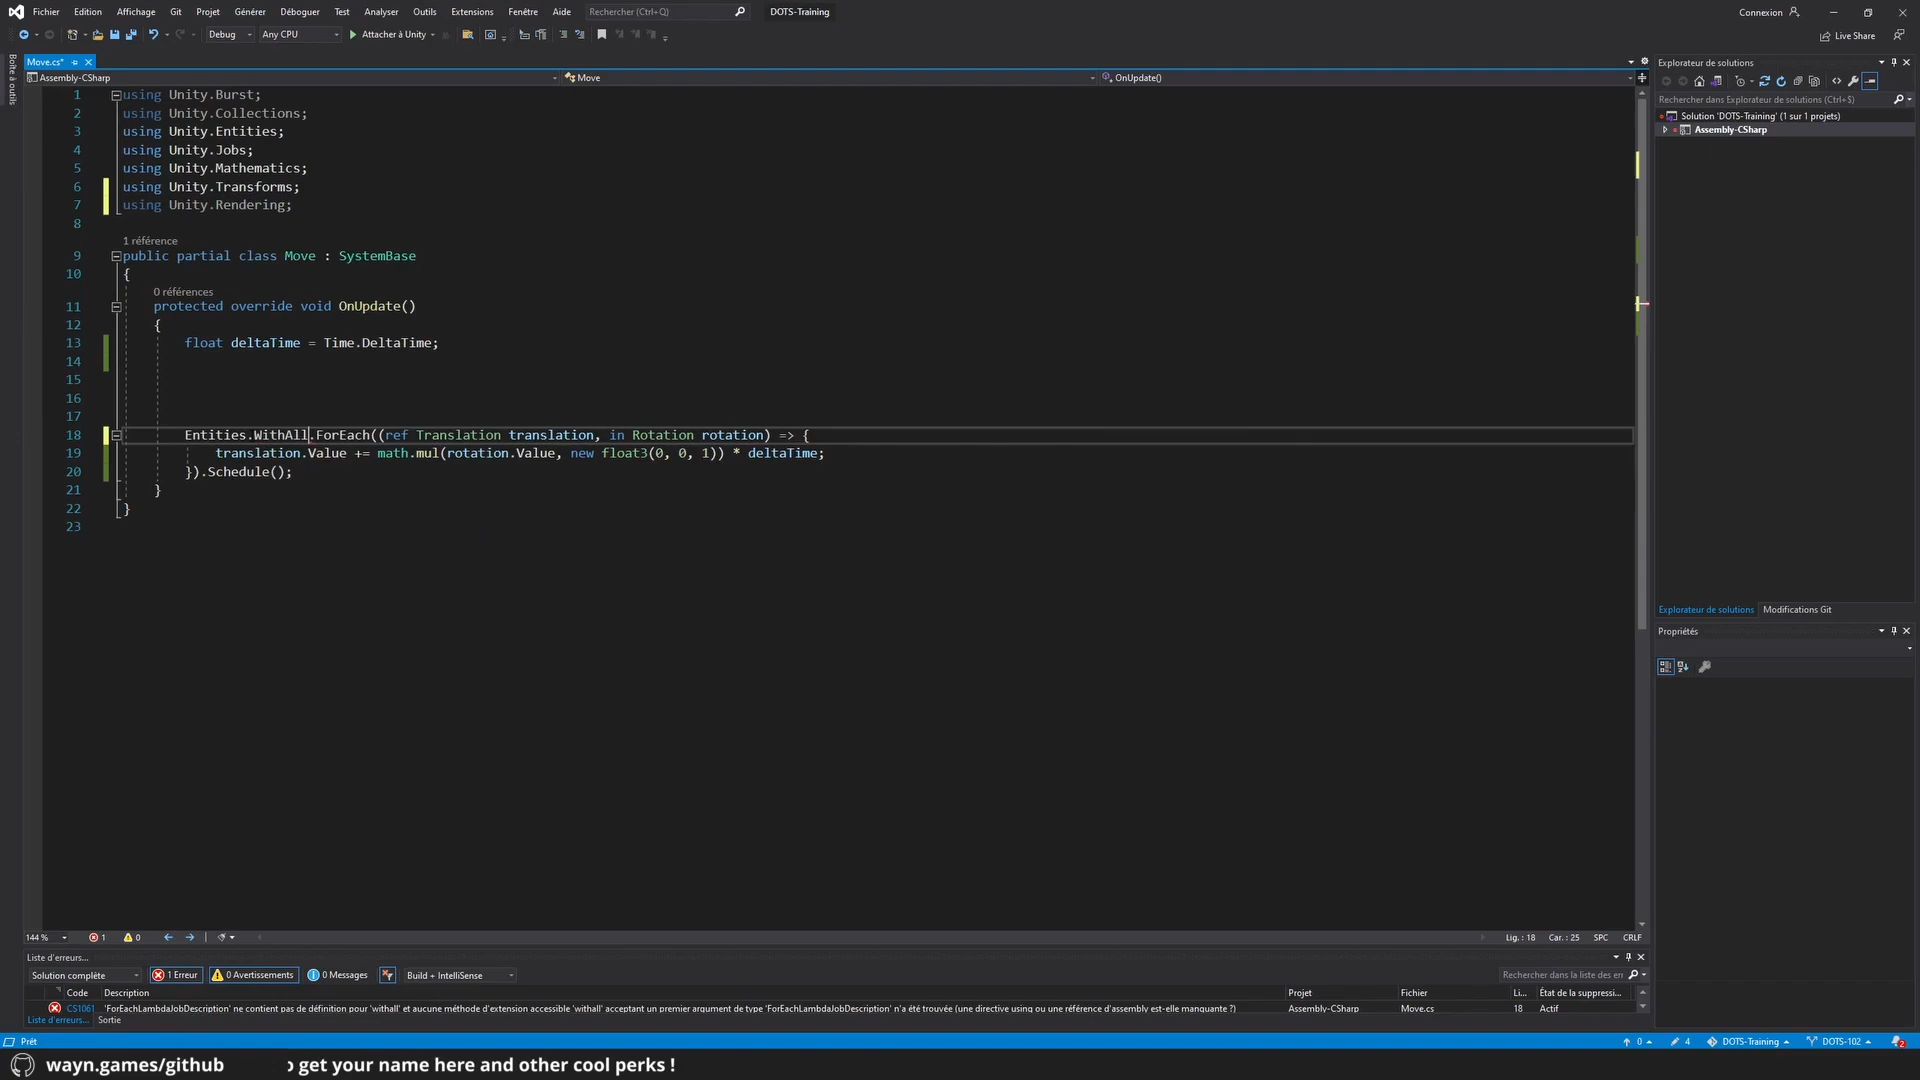 Fichier Edition Affichage Git Projet Générer Déboguer Test Analyser Outils Extensions Fenêtre Aide Rechercher (Ctrl+Q) DOTS-Training Connexion
Debug Any CPU Attacher à Unity Live Share
Boîte à outils
Move.cs*
Assembly-CSharp Move OnUpdate()
1 using Unity.Burst;
2 using Unity.Collections;
3 using Unity.Entities;
4 using Unity.Jobs;
5 using Unity.Mathematics;
6 using Unity.Transforms;
7 using Unity.Rendering;
8
1 référence
9 public partial class Move : SystemBase
10 {
0 références
11 protected override void OnUpdate()
12 {
13 float deltaTime = Time.DeltaTime;
14
15
16
17
18 Entities.WithAll.ForEach((ref Translation translation, in Rotation rotation) => {
19 translation.Value += math.mul(rotation.Value, new float3(0, 0, 1)) * deltaTime;
20 }).Schedule();
21 }
22 }
23
Explorateur de solutions
Rechercher dans Explorateur de solutions (Ctrl+$)
Solution 'DOTS-Training' (1 sur 1 projets)
Assembly-CSharp
Explorateur de solutions Modifications Git
Propriétés
144 % 1 0 Lig. : 18 Car. : 25 SPC CRLF
Liste d'erreurs...
Solution complète 1 Erreur 0 Avertissements 0 Messages Build + IntelliSense Rechercher dans la liste des err
Code Description Projet Fichier Li... État de la suppressi...
CS1061 'ForEachLambdaJobDescription' ne contient pas de définition pour 'withall' et aucune méthode d'extension accessible 'withall' acceptant un premier argument de type 'ForEachLambdaJobDescription' n'a été trouvée (une directive using ou une référence d'assembly est-elle manquante ?) Assembly-CSharp Move.cs 18 Actif
Liste d'erreurs... Sortie
Prêt 0 4 DOTS-Training DOTS-102 2
wayn.games/github o get your name here and other cool perks !